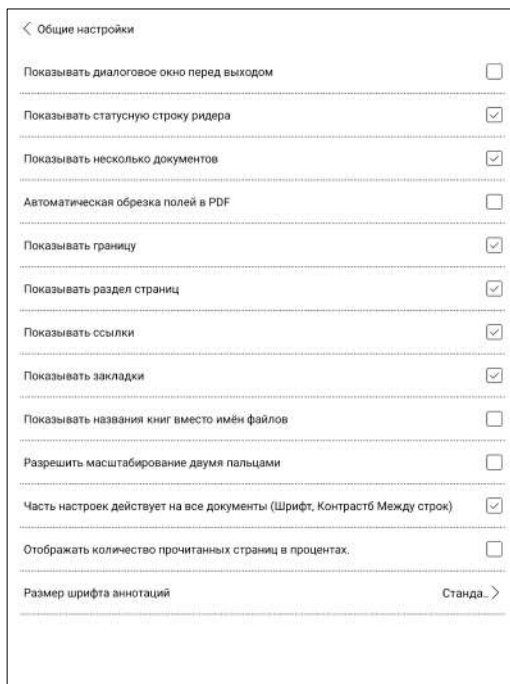 Общие настройки
Показывать диалоговое окно перед выходом
Показывать статусную строку ридера
Показывать несколько документов
Автоматическая обрезка полей в PDF
Показывать границу
Показывать раздел страниц
Показывать ссылки
Показывать закладки
Показывать названия книг вместо имён файлов
Разрешить масштабирование двумя пальцами
Часть настроек действует на все документы (Шрифт, Контрастб Между строк)
Отображать количество прочитанных страниц в процентах.
Размер шрифта аннотаций Станда..